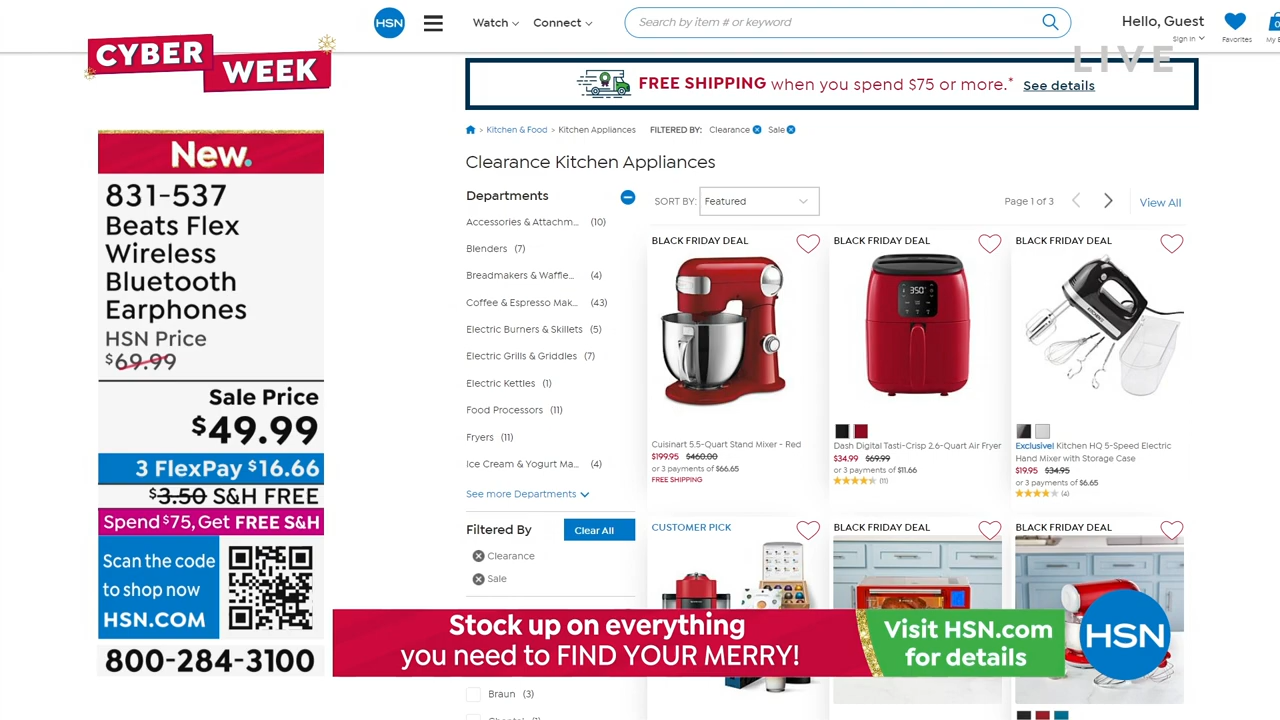 HSN
Watch
Connect
Search by item # or keyword
Hello, Guest
Sign In
Favorites
LIVE
CYBER
WEEK
FREE SHIPPING when you spend $75 or more.* See details
> Kitchen & Food > Kitchen Appliances FILTERED BY: Clearance Sale
Clearance Kitchen Appliances
New.
831-537
Beats Flex
Wireless
Bluetooth
Earphones
HSN Price
$69.99
Sale Price
$49.99
3 FlexPay $16.66
$3.50 S&H FREE
Spend $75, Get FREE S&H
Scan the code
to shop now
HSN.COM
800-284-3100
Departments
Accessories & Attachm... (10)
Blenders (7)
Breadmakers & Waffle... (4)
Coffee & Espresso Mak... (43)
Electric Burners & Skillets (5)
Electric Grills & Griddles (7)
Electric Kettles (1)
Food Processors (11)
Fryers (11)
Ice Cream & Yogurt Ma... (4)
See more Departments
Filtered By
Clear All
Clearance
Sale
Braun (3)
SORT BY: Featured
Page 1 of 3
View All
BLACK FRIDAY DEAL
Cuisinart 5.5-Quart Stand Mixer - Red
$199.95 $460.00
or 3 payments of $66.65
FREE SHIPPING
BLACK FRIDAY DEAL
350°
Dash Digital Tasti-Crisp 2.6-Quart Air Fryer
$34.99 $69.99
or 3 payments of $11.66
(11)
BLACK FRIDAY DEAL
Exclusive! Kitchen HQ 5-Speed Electric
Hand Mixer with Storage Case
$19.95 $34.95
or 3 payments of $6.65
(4)
CUSTOMER PICK
BLACK FRIDAY DEAL
BLACK FRIDAY DEAL
Stock up on everything
you need to FIND YOUR MERRY!
Visit HSN.com
for details
HSN